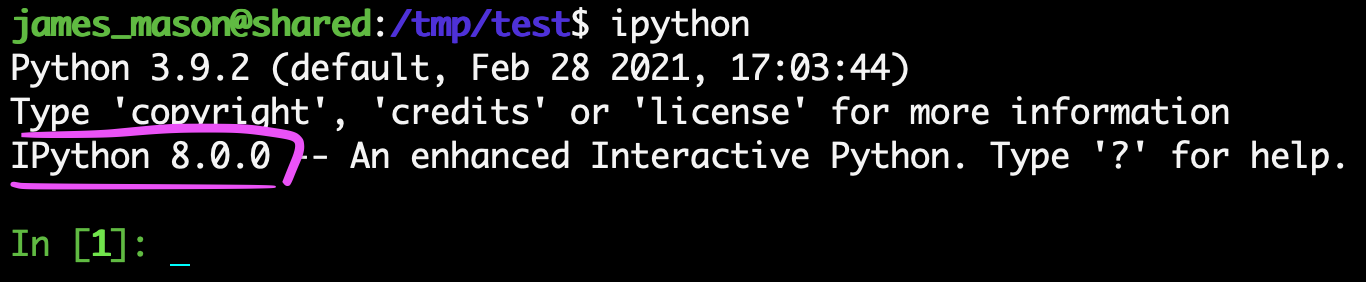 james_mason@shared:/tmp/test$ ipython
Python 3.9.2 (default, Feb 28 2021, 17:03:44)
Type 'copyright', 'credits' or 'license' for more information
IPython 8.0.0 -- An enhanced Interactive Python. Type '?' for help.
In [1]: _